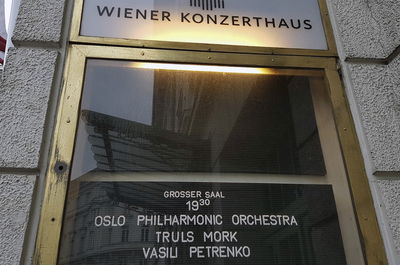 WIENER KONZERTHAUS
GROSSER SAAL
19³⁰
OSLO PHILHARMONIC ORCHESTRA
TRULS MORK
VASILI PETRENKO